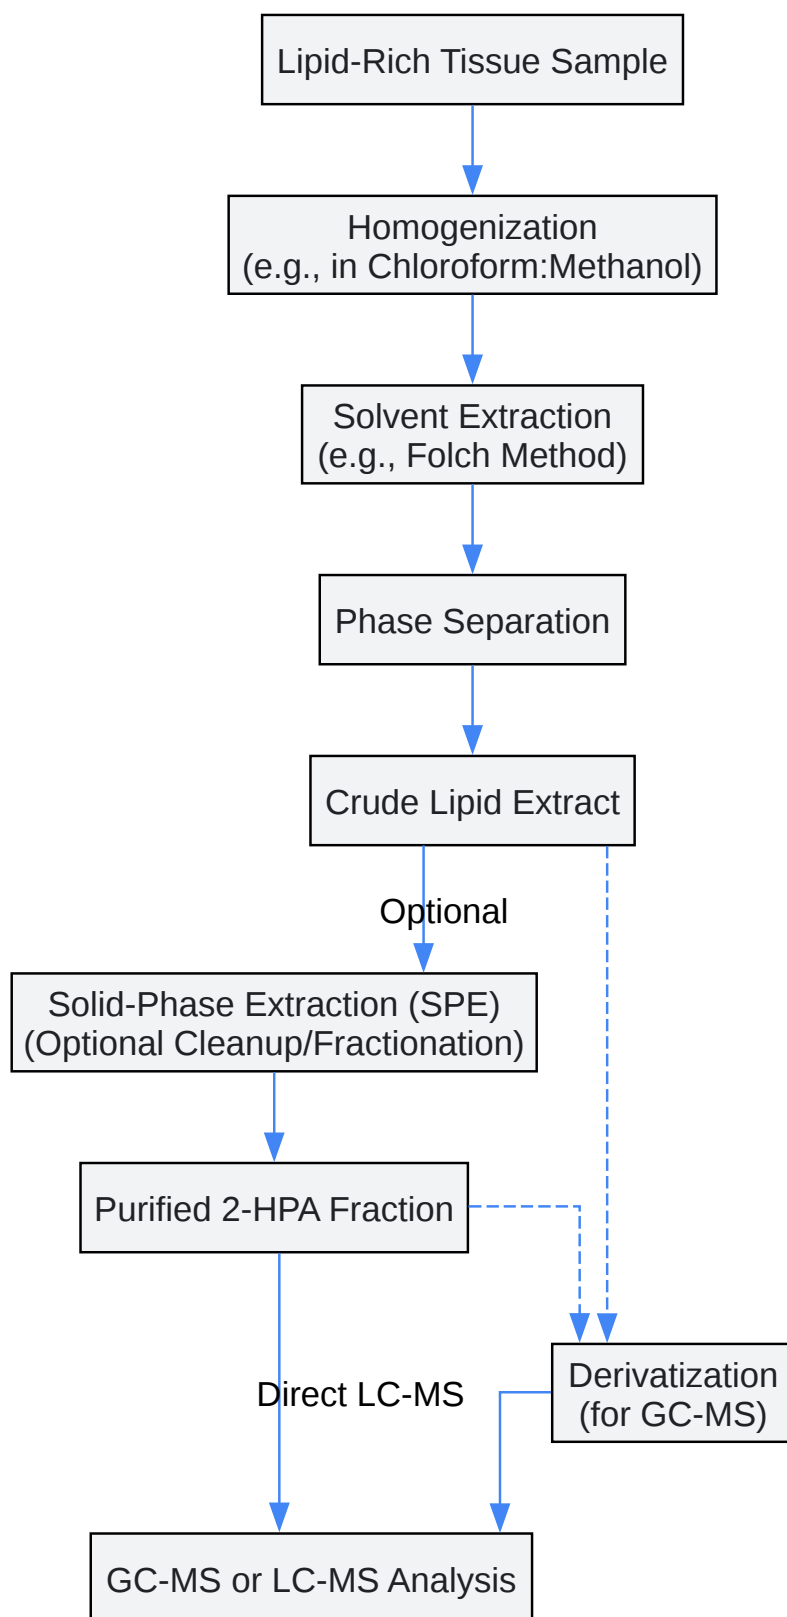 Lipid-Rich Tissue Sample
Homogenization
(e.g., in Chloroform:Methanol)
Solvent Extraction
(e.g., Folch Method)
Phase Separation
Crude Lipid Extract
Optional
Solid-Phase Extraction (SPE)
(Optional Cleanup/Fractionation)
Purified 2-HPA Fraction
Direct LC-MS
Derivatization
(for GC-MS)
GC-MS or LC-MS Analysis